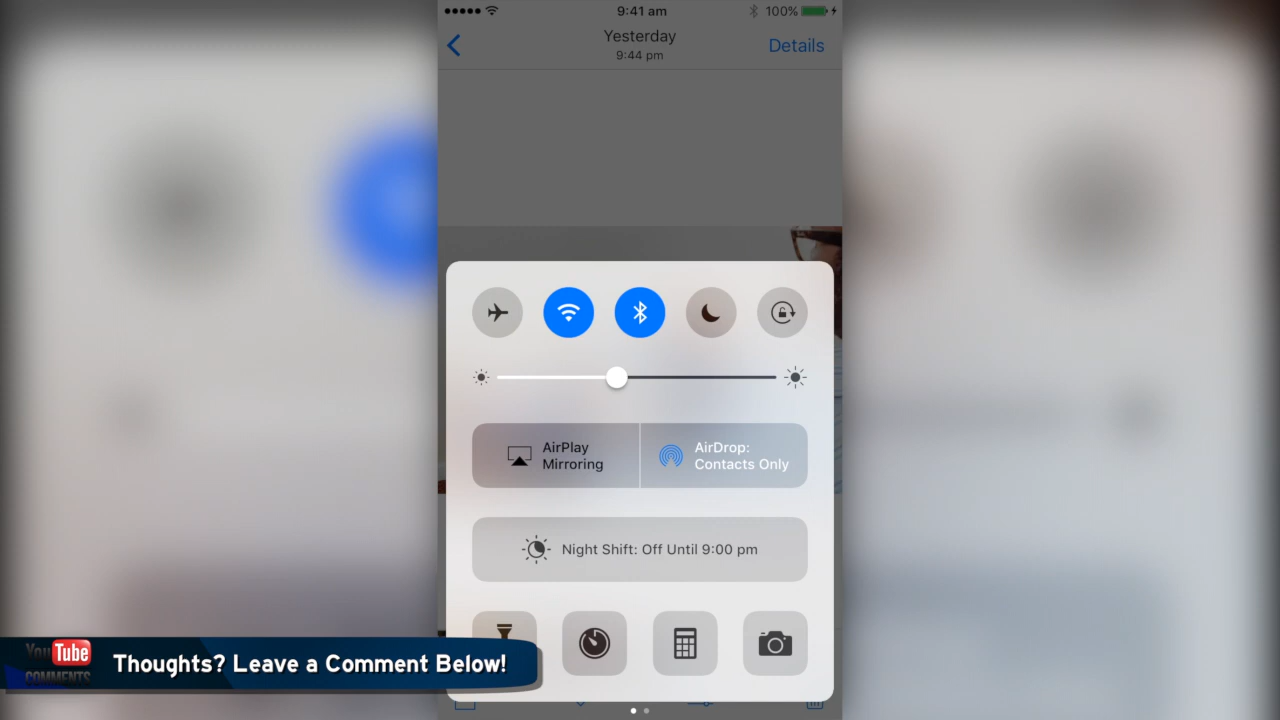 9:41 am
100%
Yesterday
9:44 pm
Details
AirPlay
Mirroring
AirDrop:
Contacts Only
Night Shift: Off Until 9:00 pm
YouTube
COMMENTS
Thoughts? Leave a Comment Below!